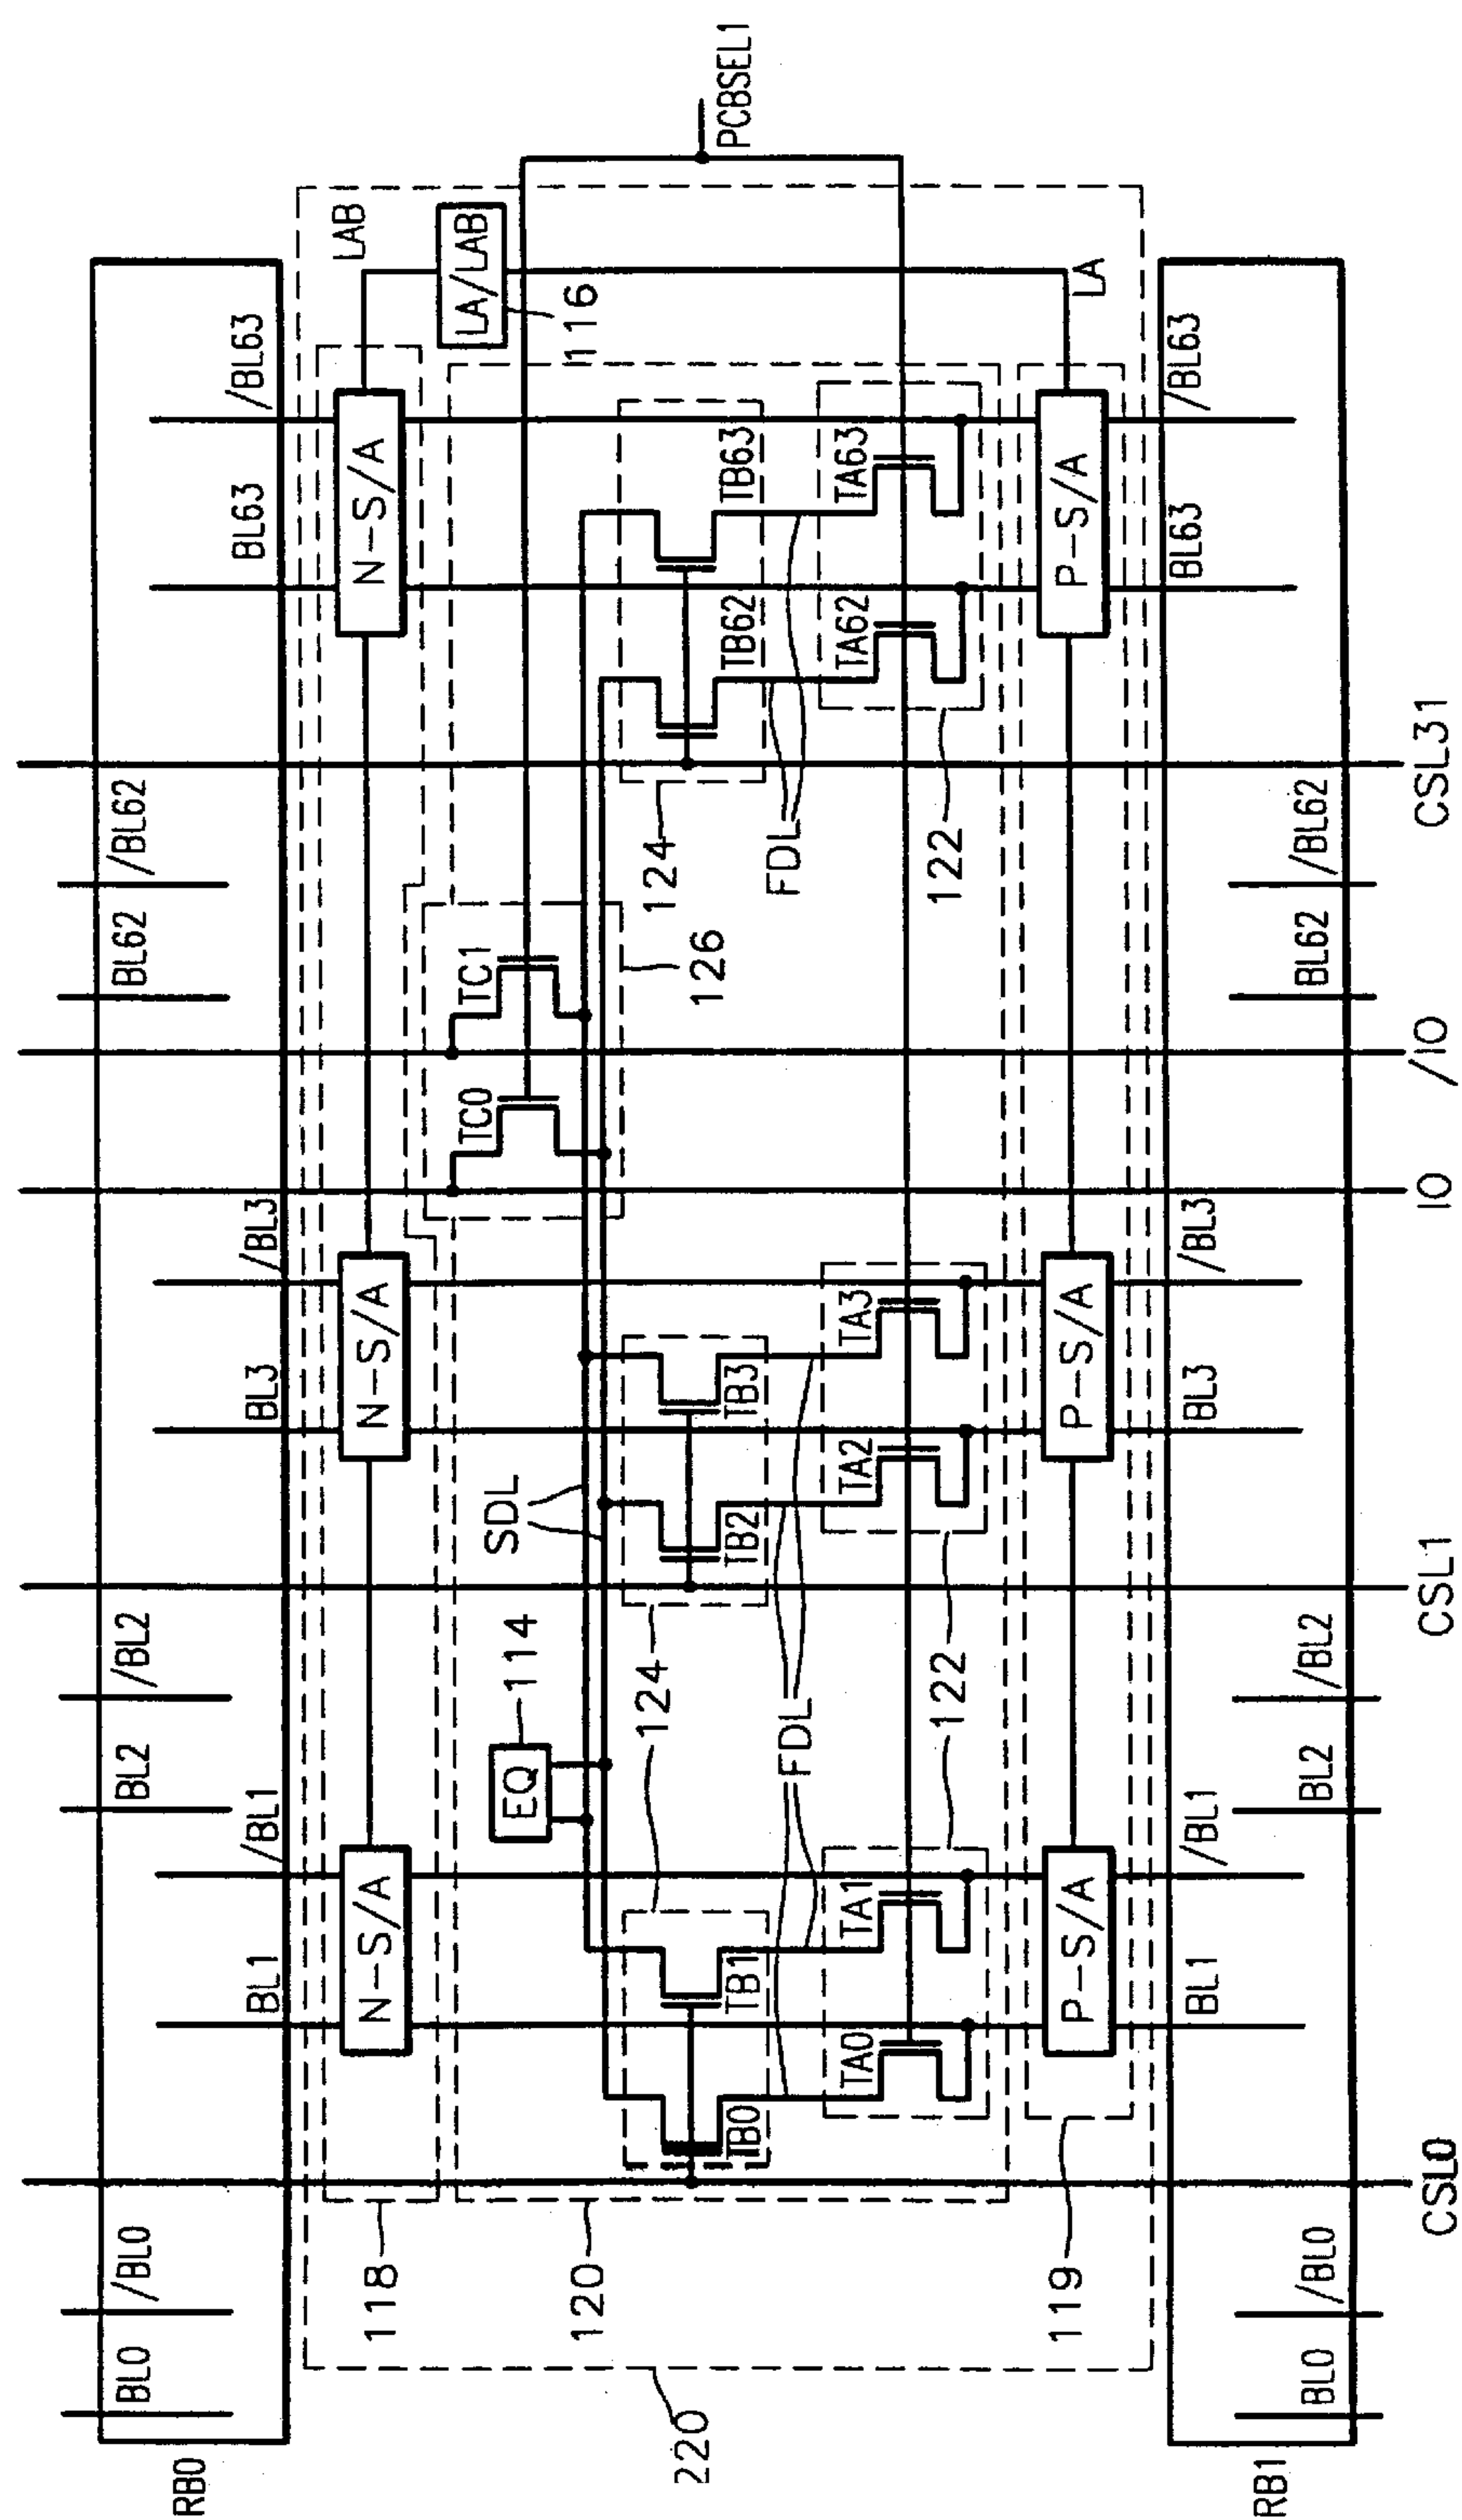 RB0
BL0
/BL0
BL2
/BL2
BL62
/BL62
BL1
/BL1
BL3
/BL3
BL63
/BL63
LAB
N-S/A
N-S/A
N-S/A
118
LA/LAB
116
TC0
TC1
126
EQ
114
SDL
120
220
PCBSEL1
124
124
TB0
TB1
TB2
TB3
TB62
TB63
FDL
FDL
TA0
TA1
TA2
TA3
TA62
TA63
122
122
119
P-S/A
P-S/A
P-S/A
LA
BL1
/BL1
BL3
/BL3
BL63
/BL63
RB1
BL0
/BL0
BL2
/BL2
BL62
/BL62
CSL0
CSL1
IO
/IO
CSL31